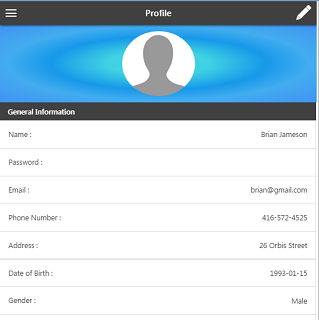 Profile
General Information
Name : Brian Jameson
Password :
Email : brian@gmail.com
Phone Number : 416-572-4525
Address : 26 Orbis Street
Date of Birth : 1993-01-15
Gender : Male